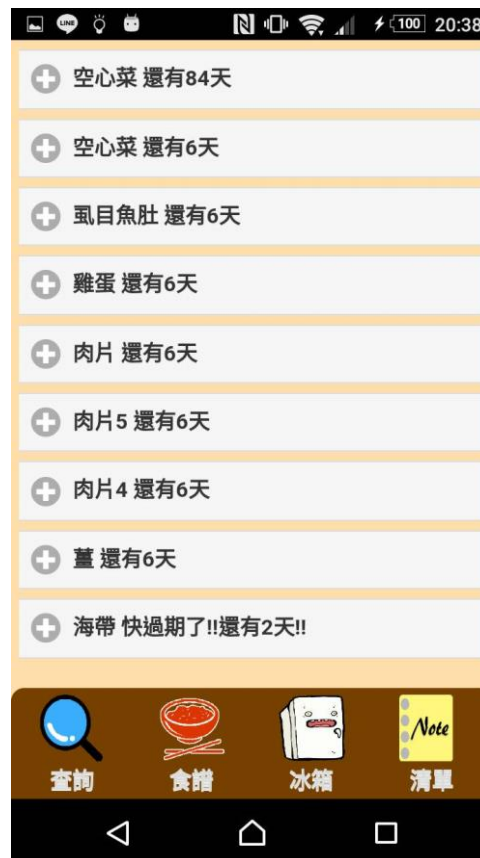 LINE
100 20:38
空心菜 還有84天
空心菜 還有6天
虱目魚肚 還有6天
雞蛋 還有6天
肉片 還有6天
肉片5 還有6天
肉片4 還有6天
薑 還有6天
海帶 快過期了!!還有2天!!
Note
查詢 食譜 冰箱 清單